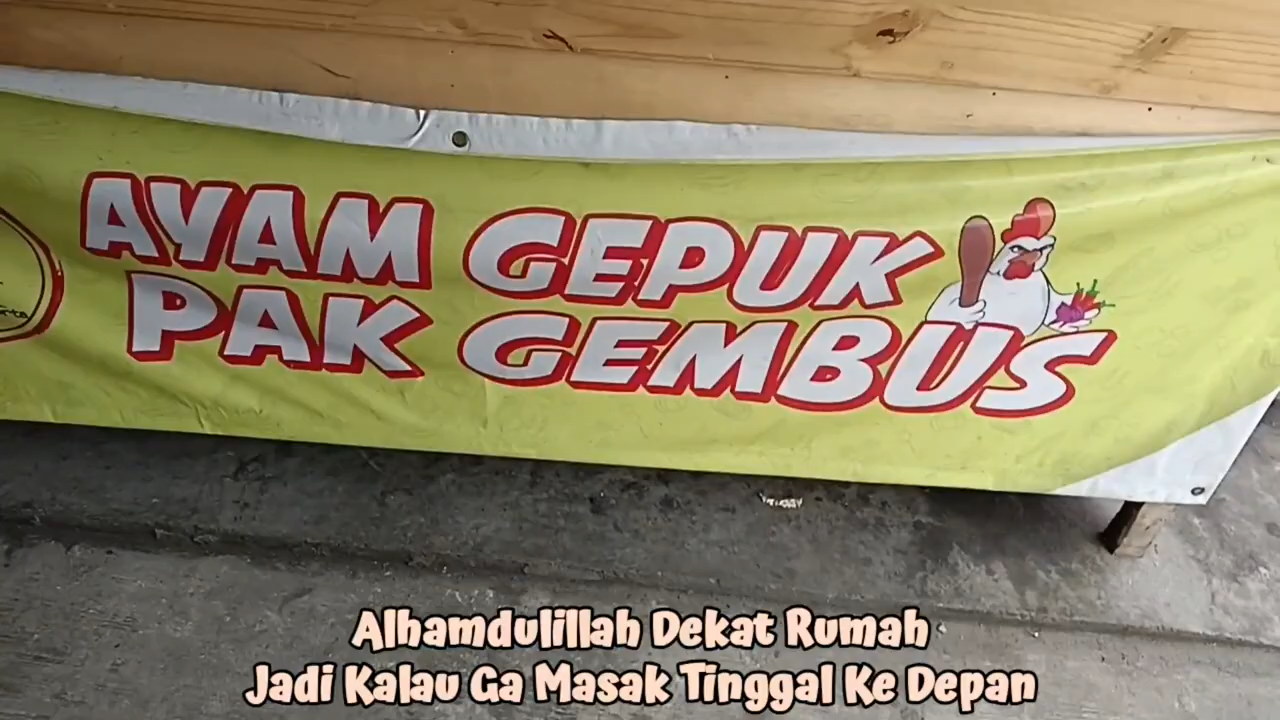 AYAM GEPUK
PAK GEMBUS
Alhamdulillah Dekat Rumah
Jadi Kalau Ga Masak Tinggal Ke Depan